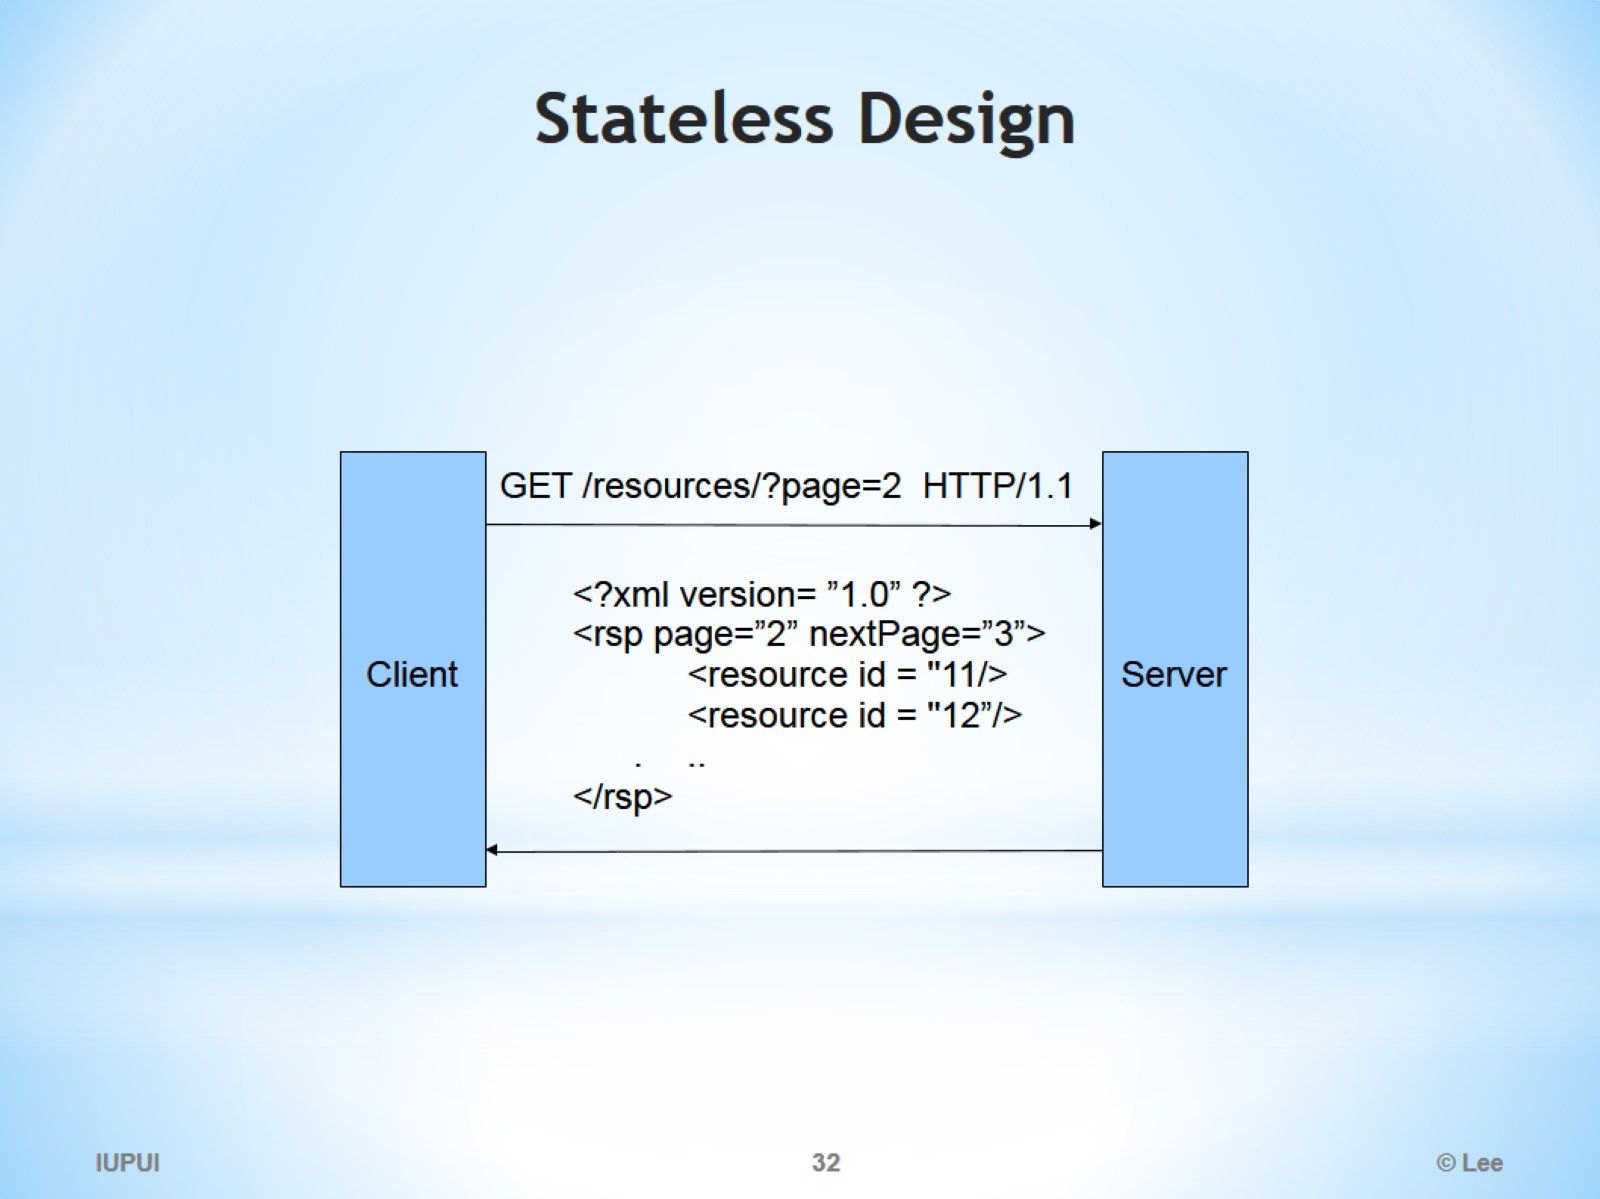 Stateless Design
GET /resources/?page=2  HTTP/1.1
<?xml version= ”1.0” ?>
<rsp page=”2” nextPage=”3”>
<resource id = "11/>
<resource id = "12”/>
.    ..
</rsp>
Client
Server
IUPUI
32
© Lee